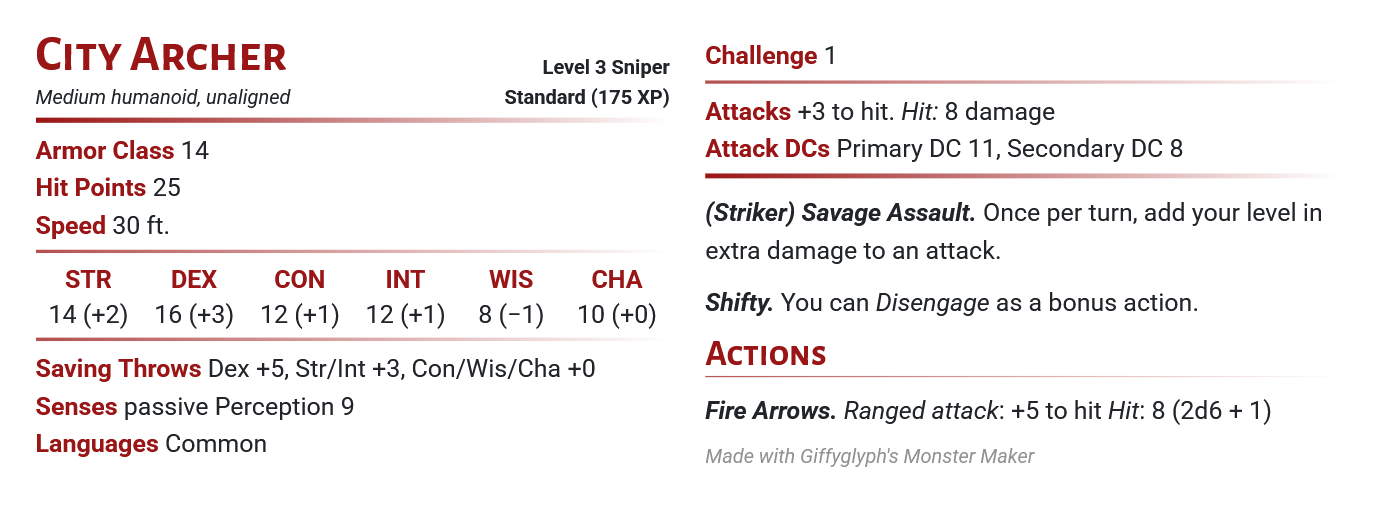 City Archer
Level 3 Sniper
Medium humanoid, unaligned
Standard (175 XP)
Armor Class 14
Hit Points 25
Speed 30 ft.
STR DEX CON INT WIS CHA
14 (+2) 16 (+3) 12 (+1) 12 (+1) 8 (−1) 10 (+0)
Saving Throws Dex +5, Str/Int +3, Con/Wis/Cha +0
Senses passive Perception 9
Languages Common
Challenge 1
Attacks +3 to hit. Hit: 8 damage
Attack DCs Primary DC 11, Secondary DC 8
(Striker) Savage Assault. Once per turn, add your level in
extra damage to an attack.
Shifty. You can Disengage as a bonus action.
Actions
Fire Arrows. Ranged attack: +5 to hit Hit: 8 (2d6 + 1)
Made with Giffyglyph's Monster Maker